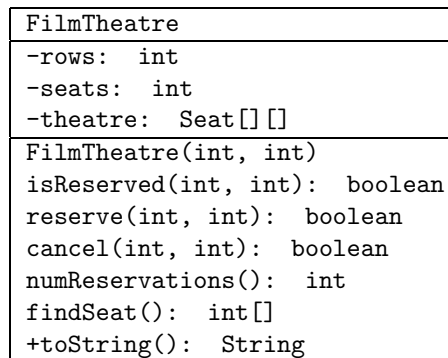 FilmTheatre
-rows: int
-seats: int
-theatre: Seat[][]
FilmTheatre(int, int)
isReserved(int, int): boolean
reserve(int, int): boolean
cancel(int, int): boolean
numReservations(): int
findSeat(): int[]
+toString(): String